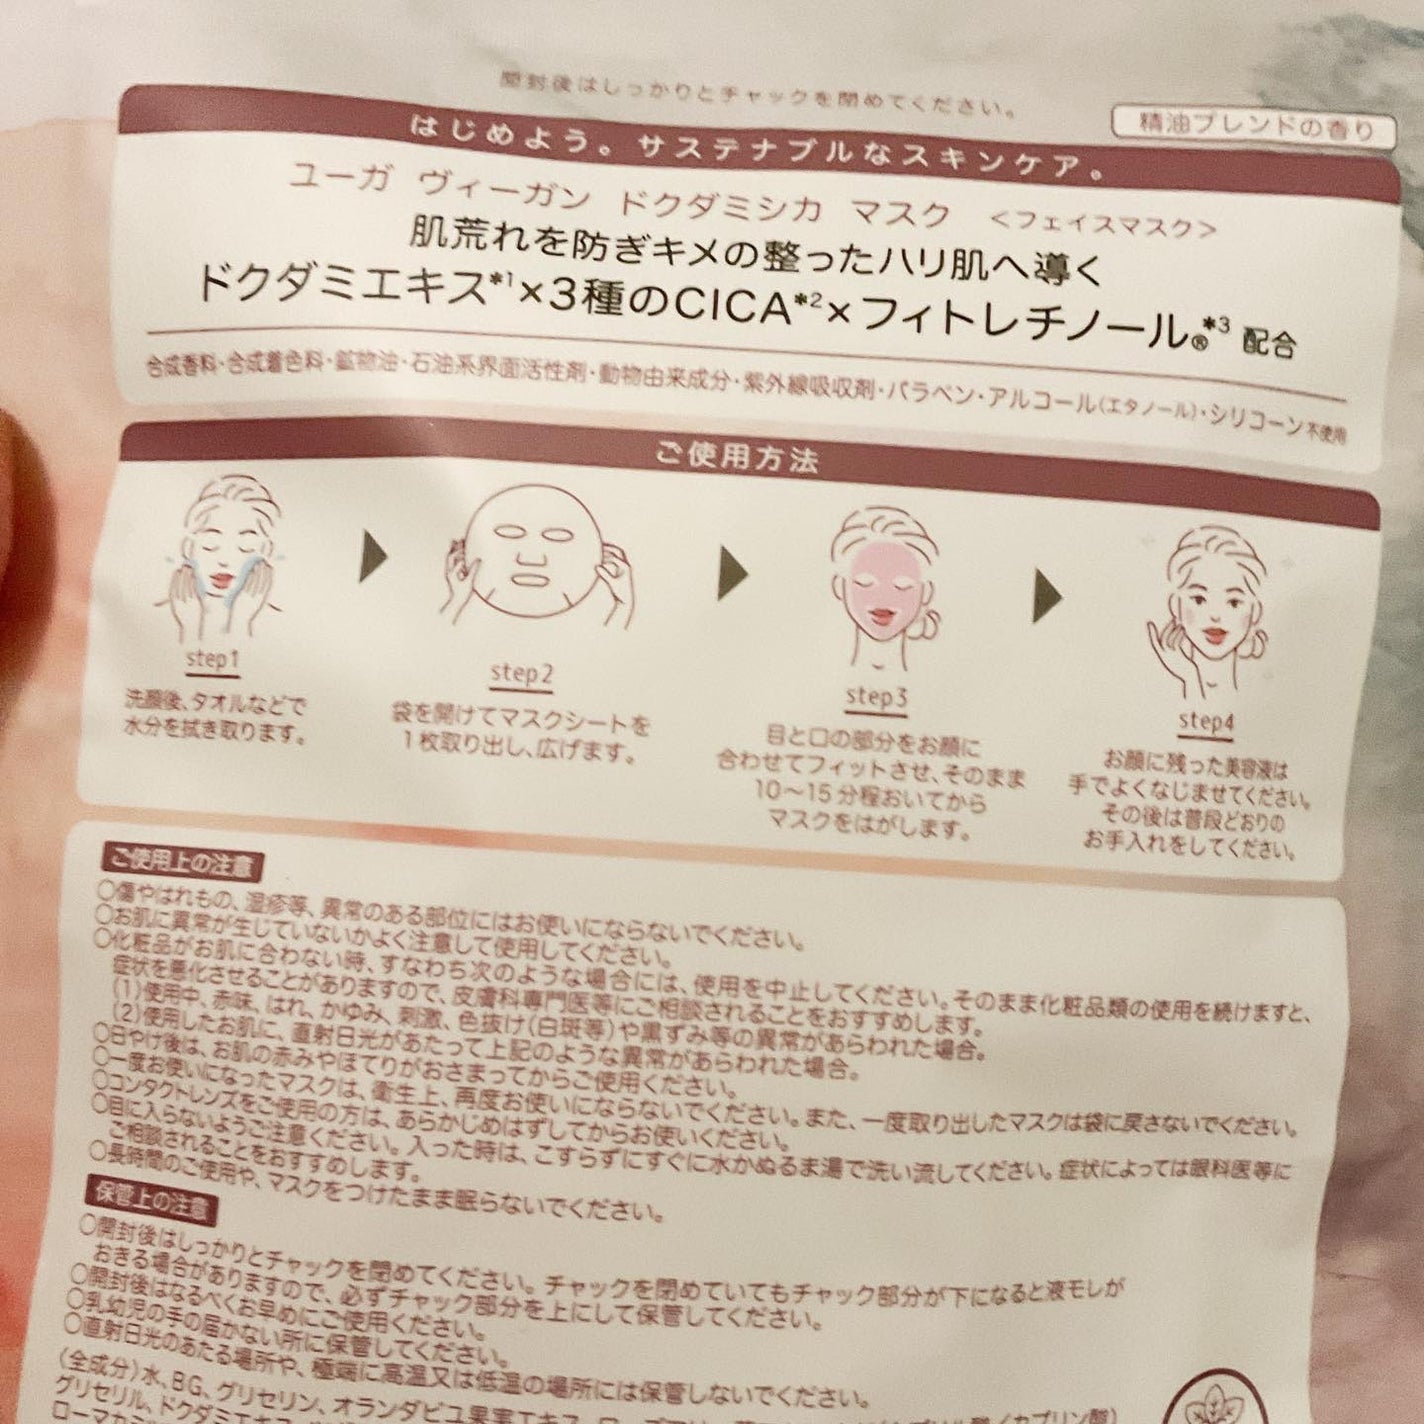 開封後はしっかりとチャックを閉めてください。
精油ブレンドの香り
はじめよう。サステナブルなスキンケア。
ユーガ ヴィーガン ドクダミシカ マスク ＜フェイスマスク＞
肌荒れを防ぎキメの整ったハリ肌へ導く
ドクダミエキス*1×3種のCICA*2×フィトレチノール®*3 配合
合成香料・合成着色料・鉱物油・石油系界面活性剤・動物由来成分・紫外線吸収剤・パラベン・アルコール(エタノール)・シリコーン不使用
ご使用方法
step1
洗顔後、タオルなどで
水分を拭き取ります。
step2
袋を開けてマスクシートを
1枚取り出し、広げます。
step3
目と口の部分をお顔に
合わせてフィットさせ、そのまま
10～15分程おいてから
マスクをはがします。
step4
お顔に残った美容液は
手でよくなじませてください。
その後は普段どおりの
お手入れをしてください。
ご使用上の注意
○傷やはれもの、湿疹等、異常のある部位にはお使いにならないでください。
○お肌に異常が生じていないかよく注意して使用してください。
○化粧品がお肌に合わない時、すなわち次のような場合には、使用を中止してください。そのまま化粧品類の使用を続けますと、
症状を悪化させることがありますので、皮膚科専門医等にご相談されることをおすすめします。
(1)使用中、赤味、はれ、かゆみ、刺激、色抜け(白斑等)や黒ずみ等の異常があらわれた場合。
(2)使用したお肌に、直射日光があたって上記のような異常があらわれた場合。
○日やけ後は、お肌の赤みやほてりがおさまってからご使用ください。
○一度お使いになったマスクは、衛生上、再度お使いにならないでください。また、一度取り出したマスクは袋に戻さないでください。
○コンタクトレンズをご使用の方は、あらかじめはずしてからお使いください。
○目に入らないようご注意ください。入った時は、こすらずにすぐに水かぬるま湯で洗い流してください。症状によっては眼科医等に
ご相談されることをおすすめします。
○長時間のご使用や、マスクをつけたまま眠らないでください。
保管上の注意
○開封後はしっかりとチャックを閉めてください。チャックを閉めていてもチャック部分が下になると液モレが
おきる場合がありますので、必ずチャック部分を上にして保管してください。
○開封後はなるべくお早めにご使用ください。
○乳幼児の手の届かない所に保管してください。
○直射日光のあたる場所や、極端に高温又は低温の場所には保管しないでください。
(全成分)水、BG、グリセリン、オランダビユ果実エキス、
グリセリル、ドクダミエキス、